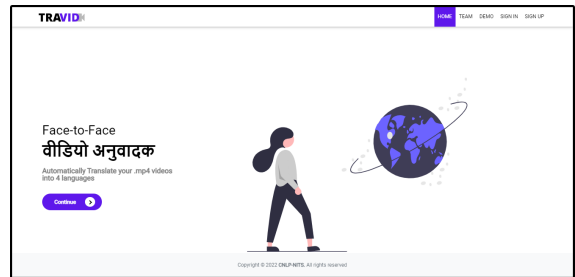 TRAVID
HOME TEAM DEMO SIGN IN SIGN UP
Face-to-Face
वीडियो अनुवादक
Automatically Translate your .mp4 videos
into 4 languages
Continue
Copyright © 2022 CNLP-NITS. All rights reserved